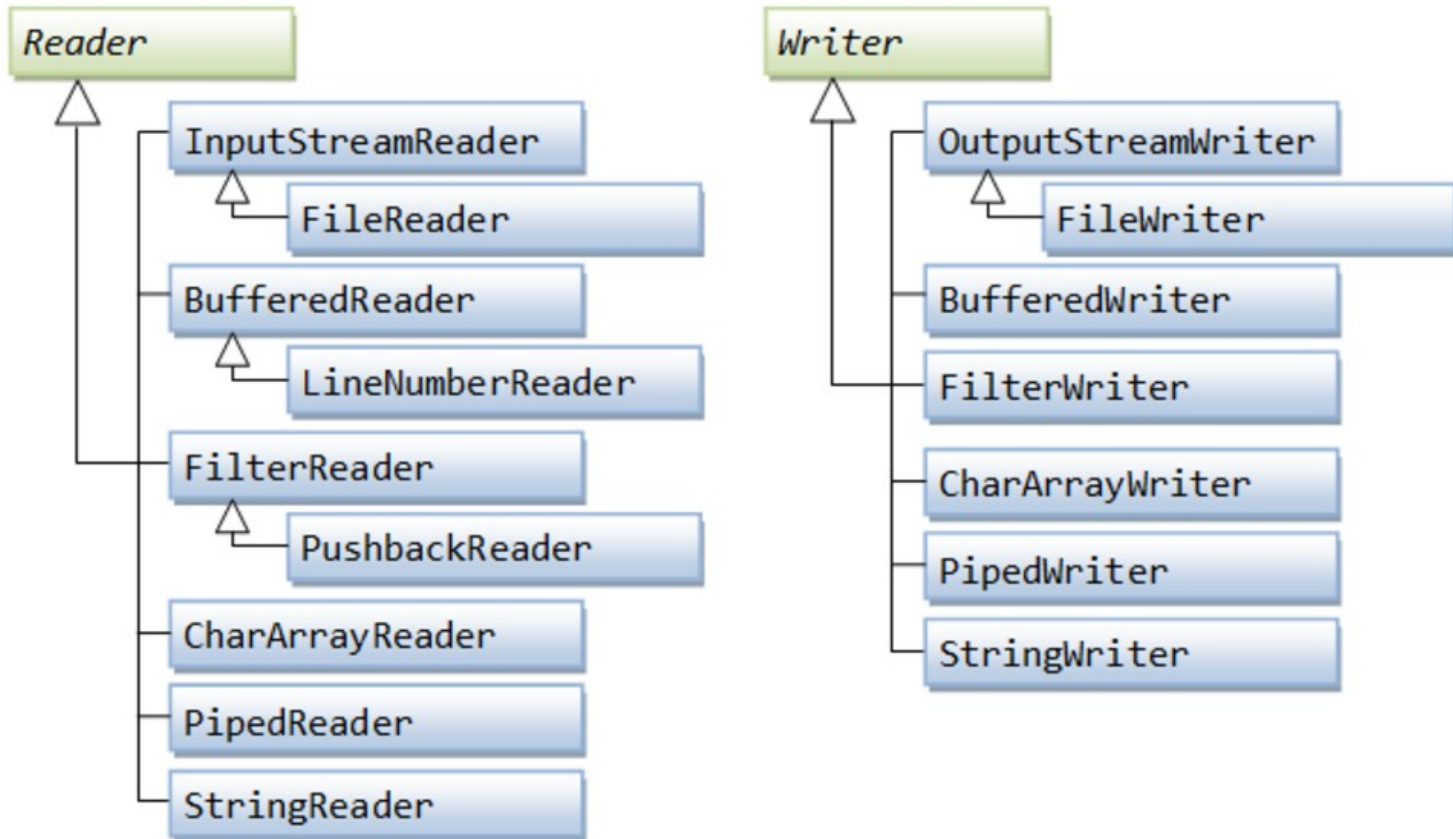 Reader
InputStreamReader
FileReader
BufferedReader
LineNumberReader
FilterReader
PushbackReader
CharArrayReader
PipedReader
StringReader
Writer
OutputStreamWriter
FileWriter
BufferedWriter
FilterWriter
CharArrayWriter
PipedWriter
StringWriter